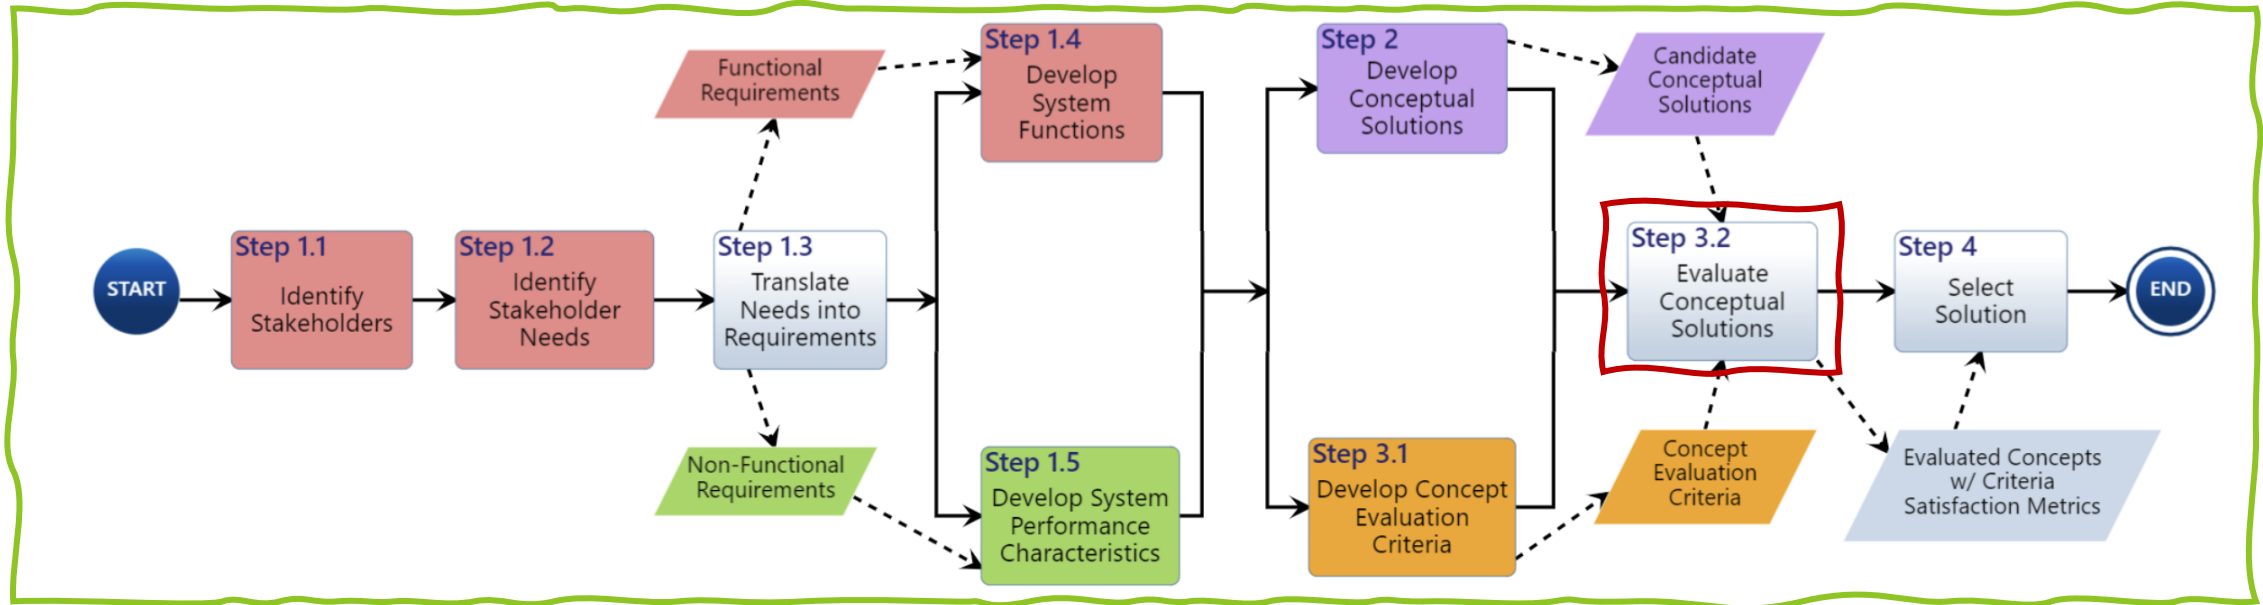 START
Step 1.1
Identify
Stakeholders
Step 1.2
Identify
Stakeholder
Needs
Step 1.3
Translate
Needs into
Requirements
Functional
Requirements
Non-Functional
Requirements
Step 1.4
Develop
System
Functions
Step 1.5
Develop System
Performance
Characteristics
Step 2
Develop
Conceptual
Solutions
Candidate
Conceptual
Solutions
Step 3.1
Develop Concept
Evaluation
Criteria
Concept
Evaluation
Criteria
Step 3.2
Evaluate
Conceptual
Solutions
Evaluated Concepts
w/ Criteria
Satisfaction Metrics
Step 4
Select
Solution
END